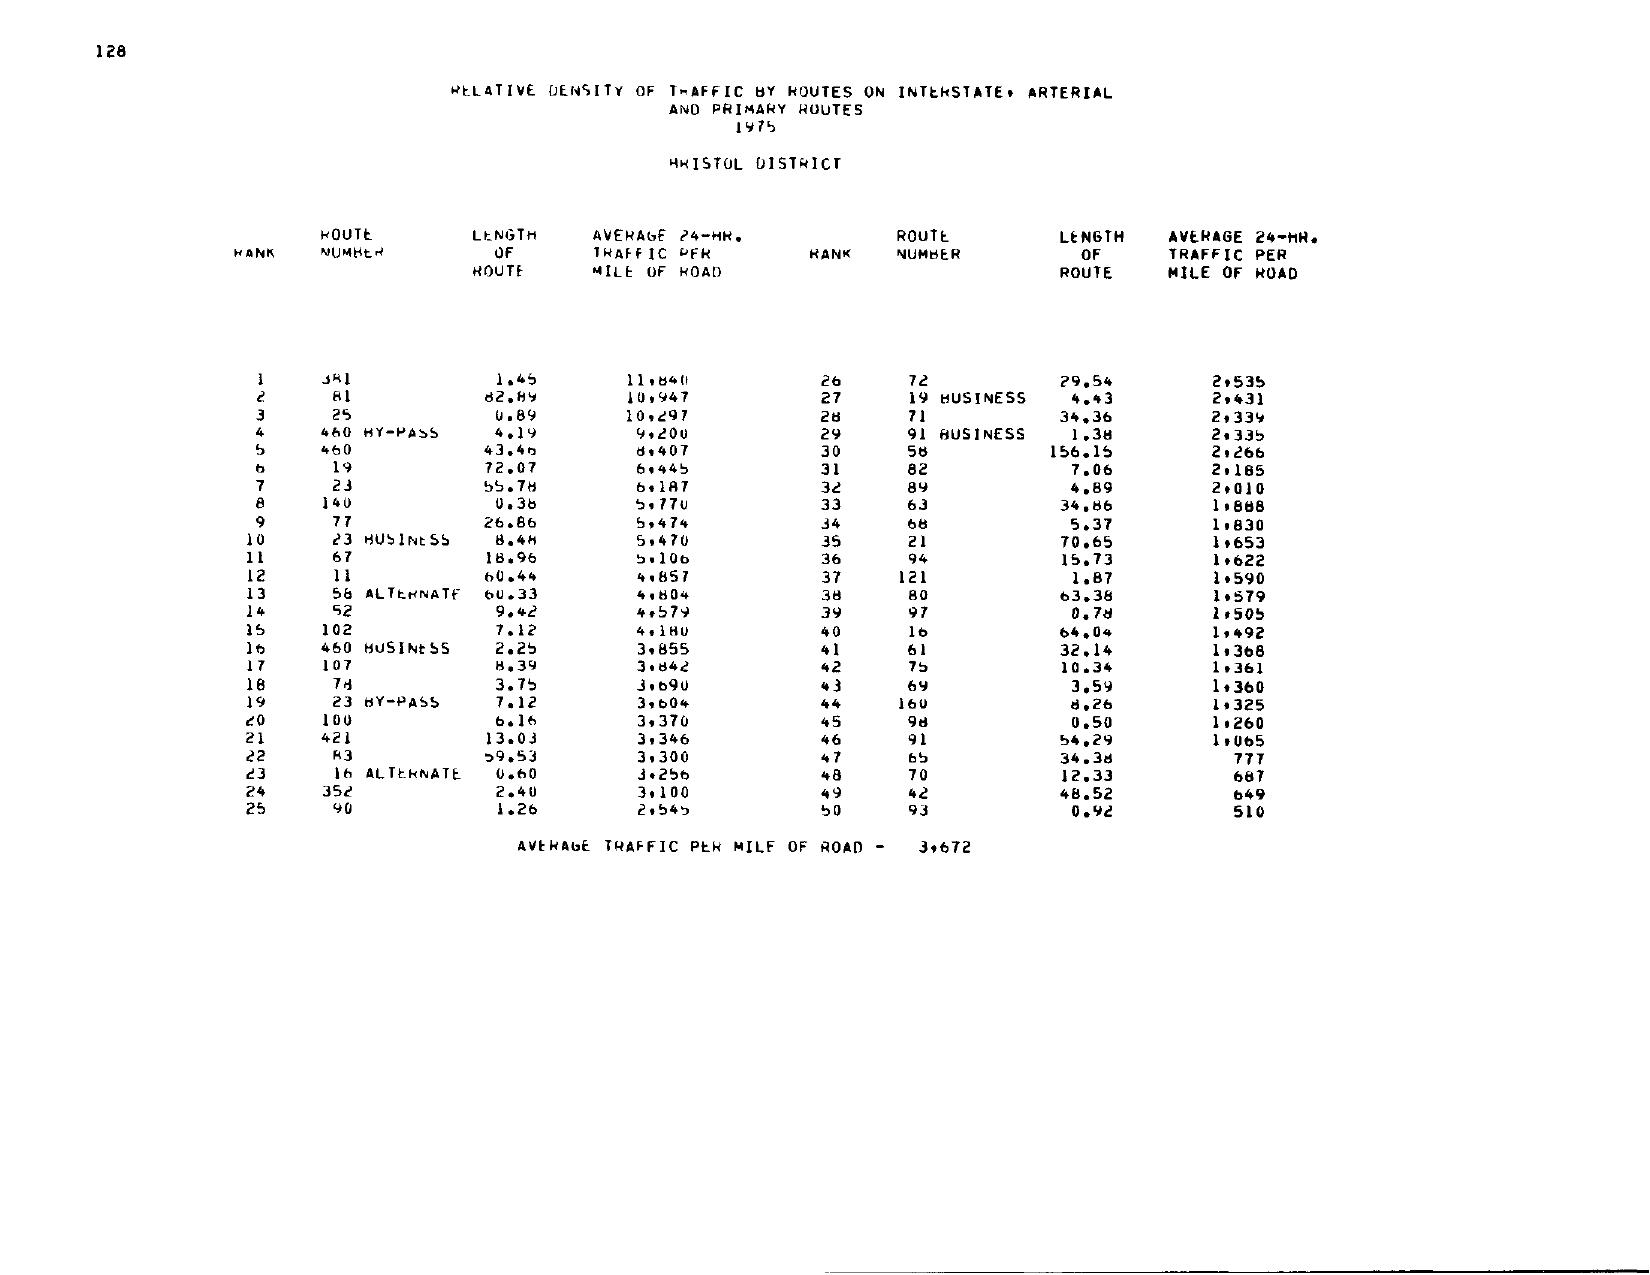 128
RELATIVE DENSITY OF TRAFFIC BY ROUTES ON INTERSTATE, ARTERIAL
AND PRIMARY ROUTES
1975
BRISTOL DISTRICT
ROUTE LENGTH AVERAGE 24-HR. ROUTE LENGTH AVERAGE 24-HR.
RANK NUMBER OF TRAFFIC PER RANK NUMBER OF TRAFFIC PER
ROUTE MILE OF ROAD ROUTE MILE OF ROAD
1 381 1.45 11,840 26 72 29.54 2,535
2 81 82.89 10,947 27 19 BUSINESS 4.43 2,431
3 25 0.89 10,297 28 71 34.36 2,339
4 460 BY-PASS 4.19 9,200 29 91 BUSINESS 1.38 2,335
5 460 43.46 8,407 30 58 156.15 2,266
6 19 72.07 6,445 31 82 7.06 2,185
7 23 55.78 6,187 32 89 4.89 2,010
8 140 0.36 5,770 33 63 34.86 1,888
9 77 26.86 5,474 34 68 5.37 1,830
10 23 BUSINESS 8.48 5,470 35 21 70.65 1,653
11 67 18.96 5,106 36 94 15.73 1,622
12 11 60.44 4,857 37 121 1.87 1,590
13 58 ALTERNATE 60.33 4,804 38 80 63.38 1,579
14 52 9.42 4,579 39 97 0.78 1,505
15 102 7.12 4,180 40 16 64.04 1,492
16 460 BUSINESS 2.25 3,855 41 61 32.14 1,368
17 107 8.39 3,842 42 75 10.34 1,361
18 78 3.75 3,690 43 69 3.59 1,360
19 23 BY-PASS 7.12 3,604 44 160 8.26 1,325
20 100 6.16 3,370 45 98 0.50 1,260
21 421 13.03 3,346 46 91 54.29 1,065
22 83 59.53 3,300 47 65 34.38 777
23 16 ALTERNATE 0.60 3,256 48 70 12.33 687
24 352 2.40 3,100 49 42 48.52 649
25 90 1.26 2,545 50 93 0.92 510
AVERAGE TRAFFIC PER MILE OF ROAD - 3,672